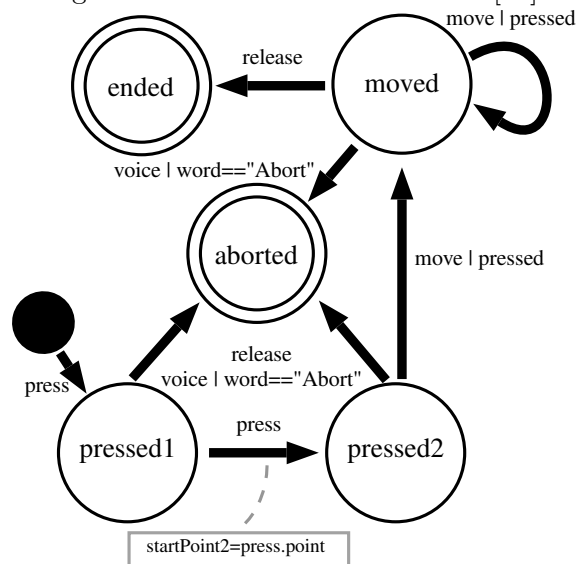 move | pressed
release
ended
moved
voice | word=="Abort"
aborted
move | pressed
release
voice | word=="Abort"
press
press
pressed1
pressed2
startPoint2=press.point